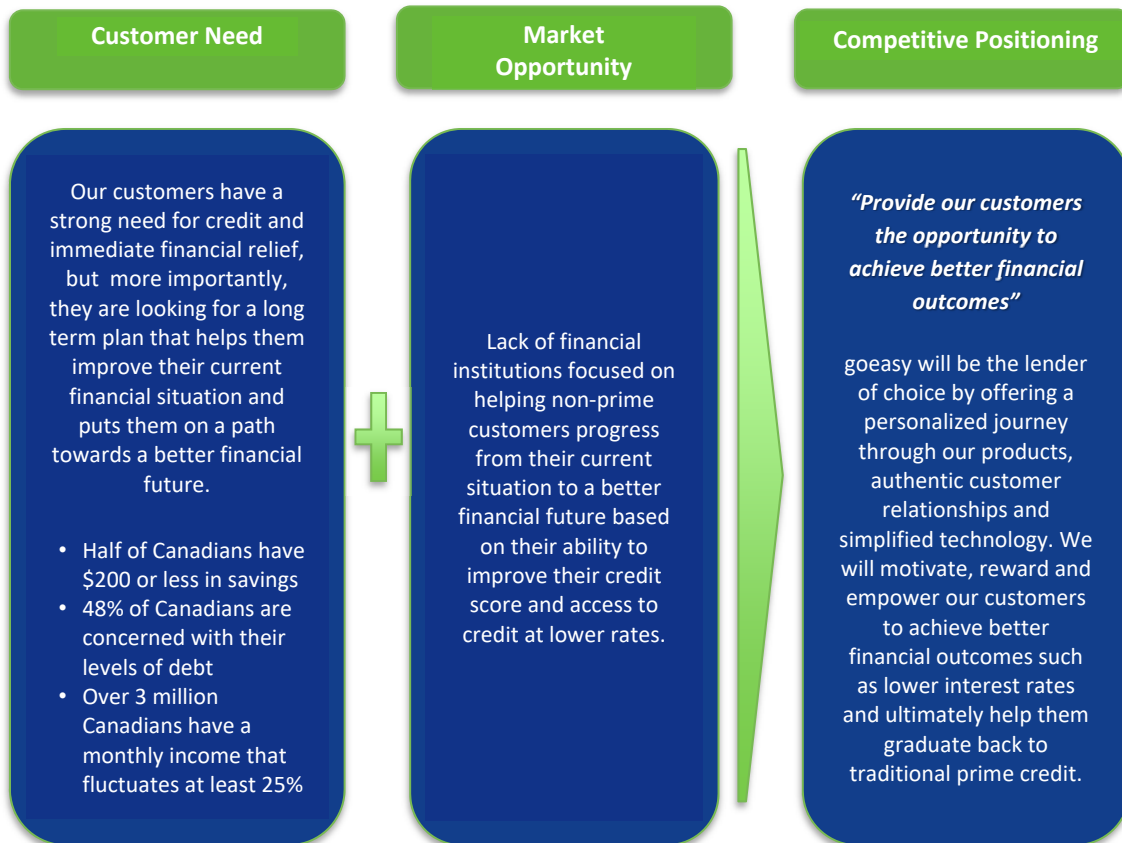 Customer Need
Market
Opportunity
Competitive Positioning
Our customers have a
strong need for credit and
immediate financial relief,
but more importantly,
they are looking for a long
term plan that helps them
improve their current
financial situation and
puts them on a path
towards a better financial
future.
• Half of Canadians have
$200 or less in savings
• 48% of Canadians are
concerned with their
levels of debt
• Over 3 million
Canadians have a
monthly income that
fluctuates at least 25%
Lack of financial
institutions focused on
helping non-prime
customers progress
from their current
situation to a better
financial future based
on their ability to
improve their credit
score and access to
credit at lower rates.
“Provide our customers
the opportunity to
achieve better financial
outcomes”
goeasy will be the lender
of choice by offering a
personalized journey
through our products,
authentic customer
relationships and
simplified technology. We
will motivate, reward and
empower our customers
to achieve better
financial outcomes such
as lower interest rates
and ultimately help them
graduate back to
traditional prime credit.